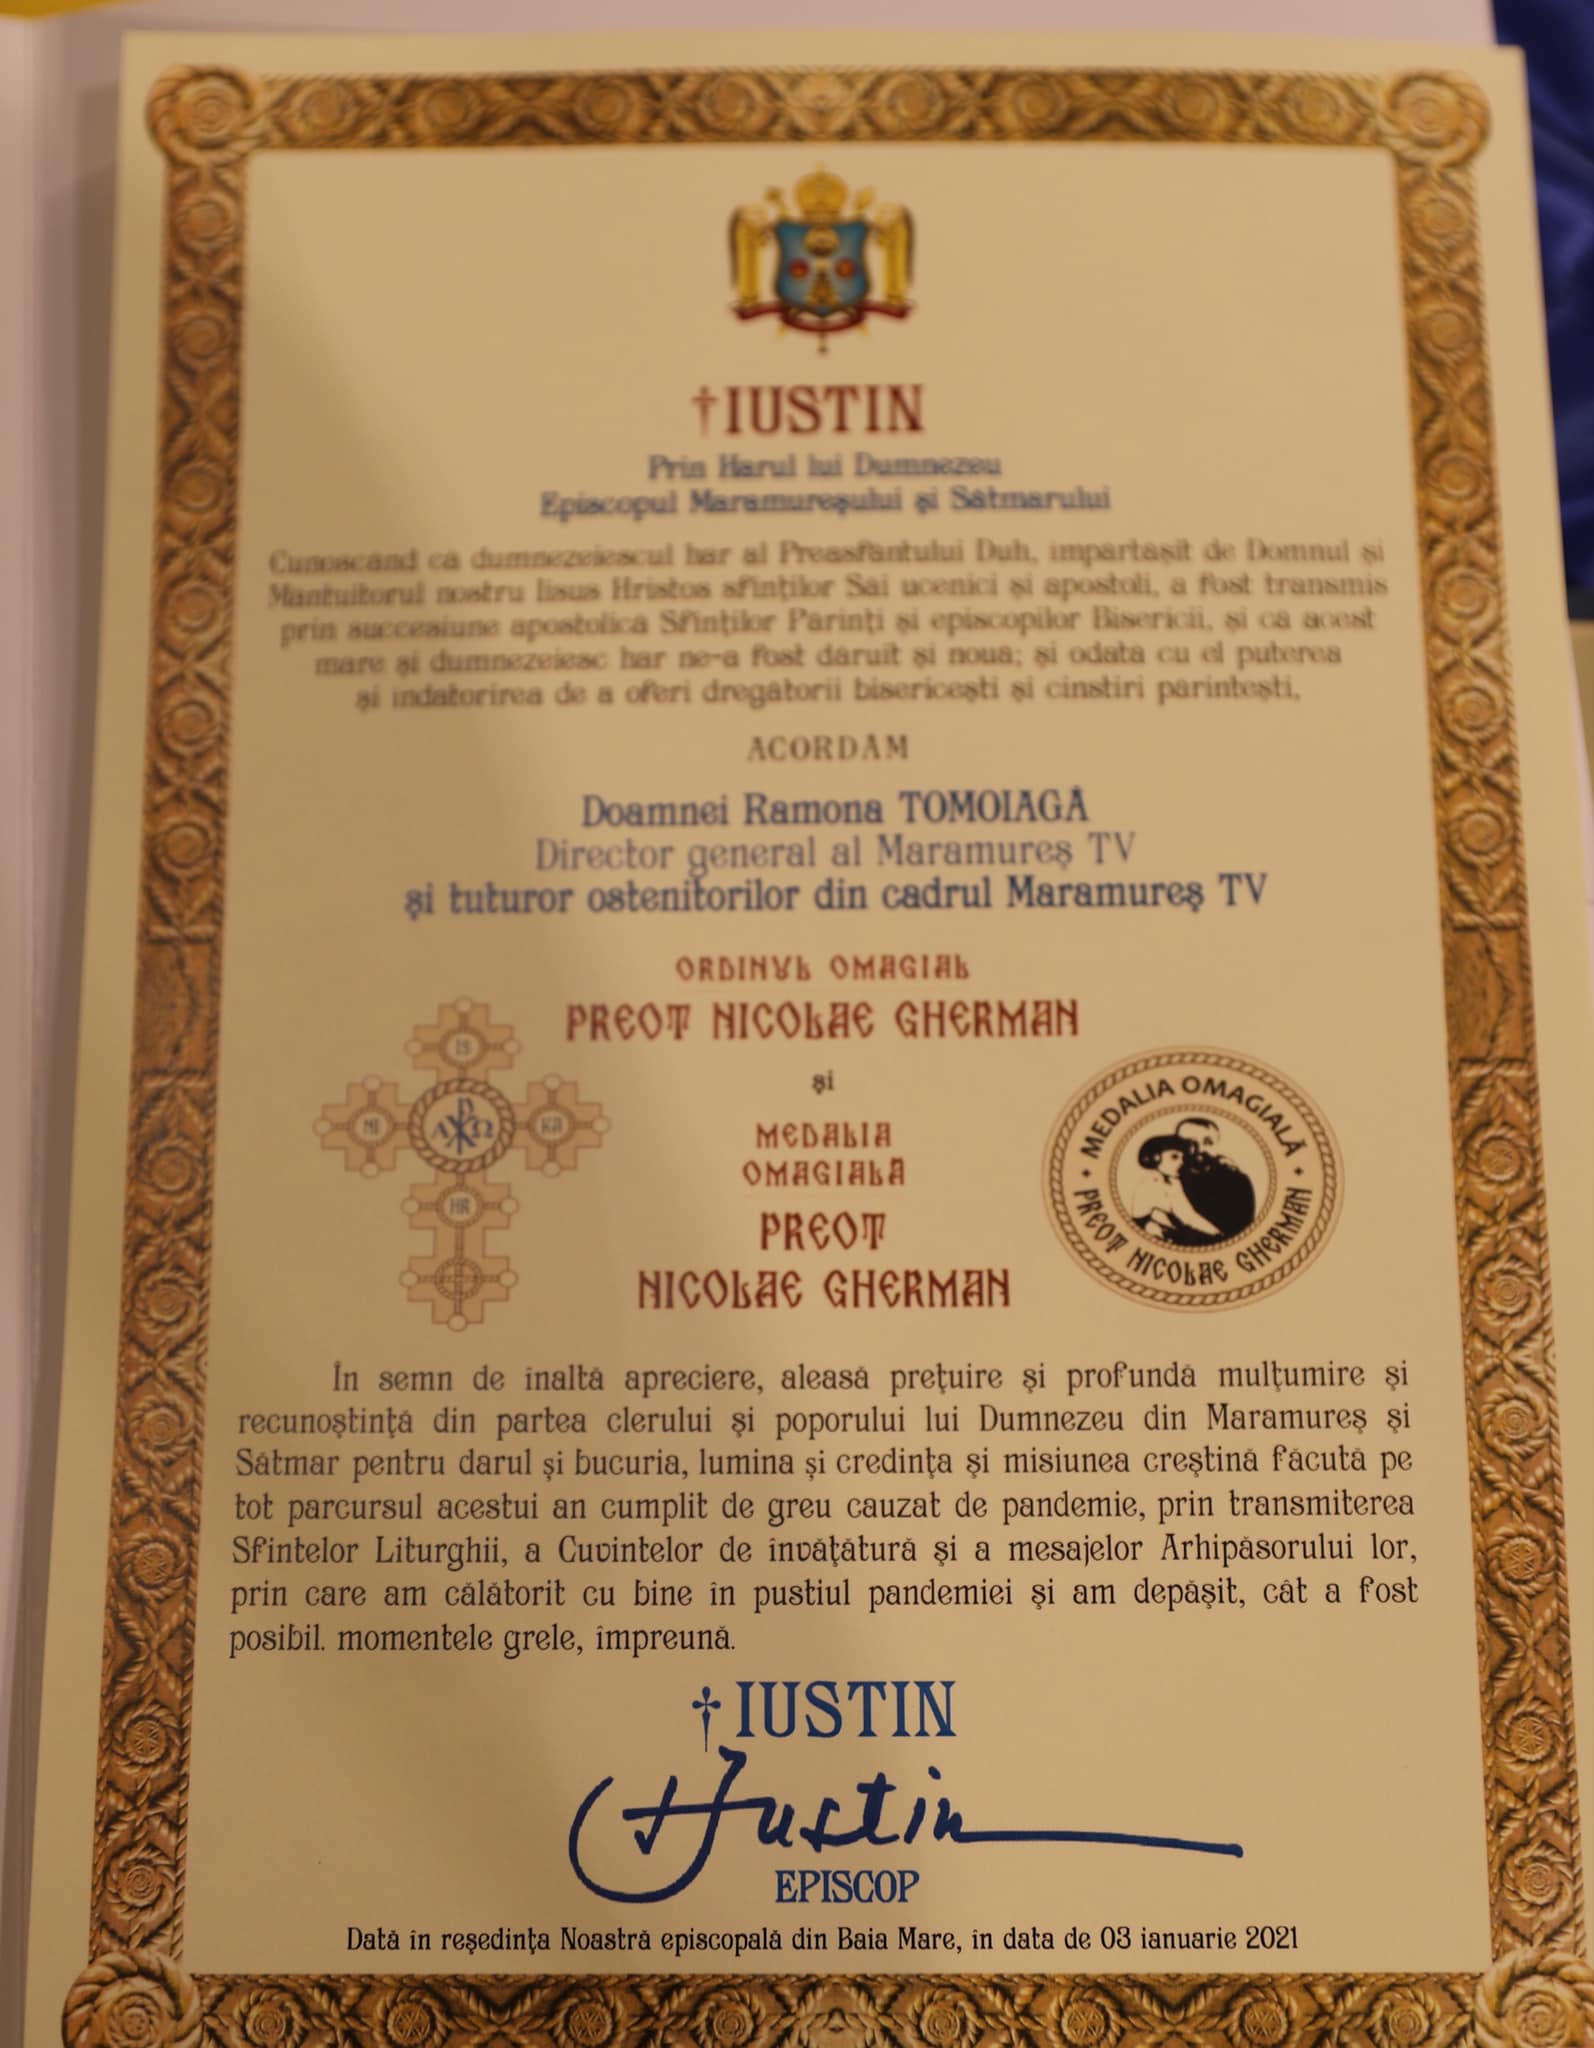 †IUSTIN
Prin Harul lui Dumnezeu
Episcopul Maramureșului și Sătmarului
Cunoscând că dumnezeiescul har al Preasfântului Duh, împărtășit de Domnul și
Mântuitorul nostru Iisus Hristos sfinților Săi ucenici și apostoli, a fost transmis
prin succesiune apostolică Sfinților Părinți și episcopilor Bisericii, și că acest
mare și dumnezeiesc har ne-a fost dăruit și nouă; și odată cu el puterea
și îndatorirea de a oferi dregătorii bisericești și cinstiri părintești,
ACORDĂM
Doamnei Ramona TOMOIAGĂ
Director general al Maramureș TV
și tuturor ostenitorilor din cadrul Maramureș TV
ORDINUL OMAGIAL
PREOT NICOLAE GHERMAN
și
MEDALIA
OMAGIALĂ
PREOT
NICOLAE GHERMAN
IS
NI
Α Ω
KA
HR
• MEDALIA OMAGIALĂ •
PREOT NICOLAE GHERMAN
În semn de înaltă apreciere, aleasă prețuire și profundă mulțumire și
recunoștință din partea clerului și poporului lui Dumnezeu din Maramureș și
Sătmar pentru darul și bucuria, lumina și credința și misiunea creștină făcută pe
tot parcursul acestui an cumplit de greu cauzat de pandemie, prin transmiterea
Sfintelor Liturghii, a Cuvintelor de învățătură și a mesajelor Arhipăsorului lor,
prin care am călătorit cu bine în pustiul pandemiei și am depășit, cât a fost
posibil. momentele grele, împreună.
†IUSTIN
†Iustin
EPISCOP
Dată în reședința Noastră episcopală din Baia Mare, în data de 03 ianuarie 2021